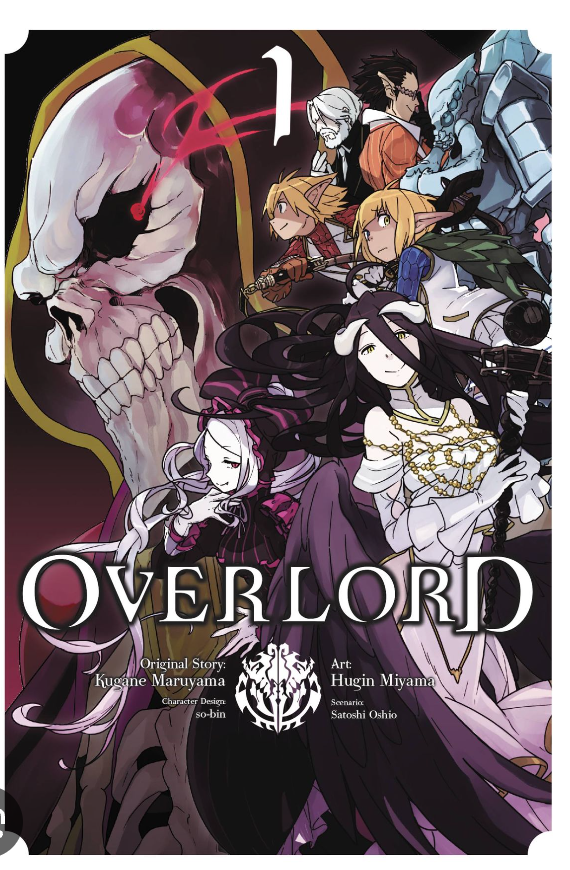 1
OVERLORD
Original Story:
Kugane Maruyama
Character Design:
so-bin
Art:
Hugin Miyama
Scenario:
Satoshi Oshio